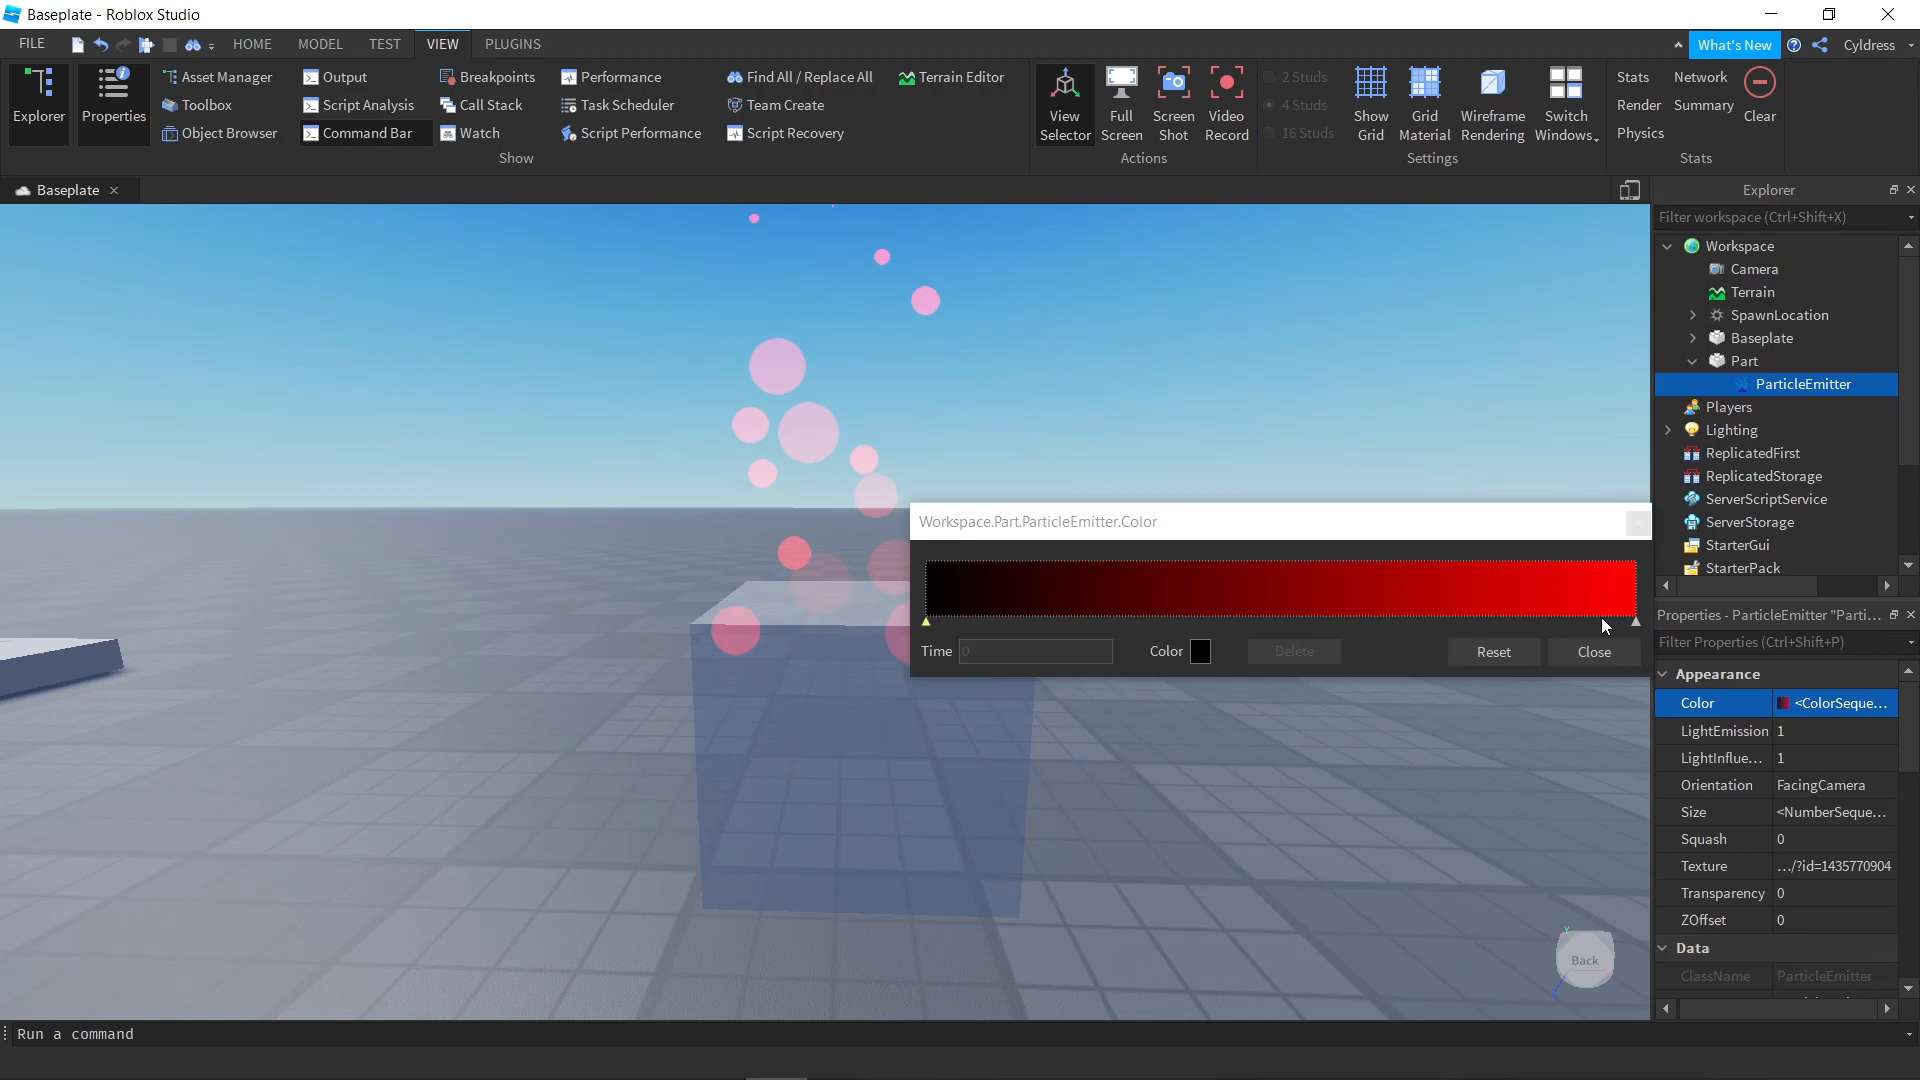 Baseplate - Roblox Studio
FILE
HOME
MODEL
TEST
VIEW
PLUGINS
What's New
Cyldress
Explorer
Properties
Asset Manager
Toolbox
Object Browser
Output
Script Analysis
Command Bar
Breakpoints
Call Stack
Watch
Performance
Task Scheduler
Script Performance
Find All / Replace All
Team Create
Script Recovery
Terrain Editor
Show
View Selector
Full Screen
Screen Shot
Video Record
Actions
2 Studs
4 Studs
16 Studs
Show Grid
Grid Material
Wireframe Rendering
Switch Windows
Settings
Stats
Network
Render
Summary
Physics
Clear
Stats
Baseplate
Explorer
Filter workspace (Ctrl+Shift+X)
Workspace
Camera
Terrain
SpawnLocation
Baseplate
Part
ParticleEmitter
Players
Lighting
ReplicatedFirst
ReplicatedStorage
ServerScriptService
ServerStorage
StarterGui
StarterPack
Workspace.Part.ParticleEmitter.Color
Time 0
Color
Delete
Reset
Close
Properties - ParticleEmitter "Parti...
Filter Properties (Ctrl+Shift+P)
Appearance
Color <ColorSeque...
LightEmission 1
LightInflue... 1
Orientation FacingCamera
Size <NumberSeque...
Squash 0
Texture .../?id=1435770904
Transparency 0
ZOffset 0
Data
ClassName ParticleEmitter
Y
Back
Run a command